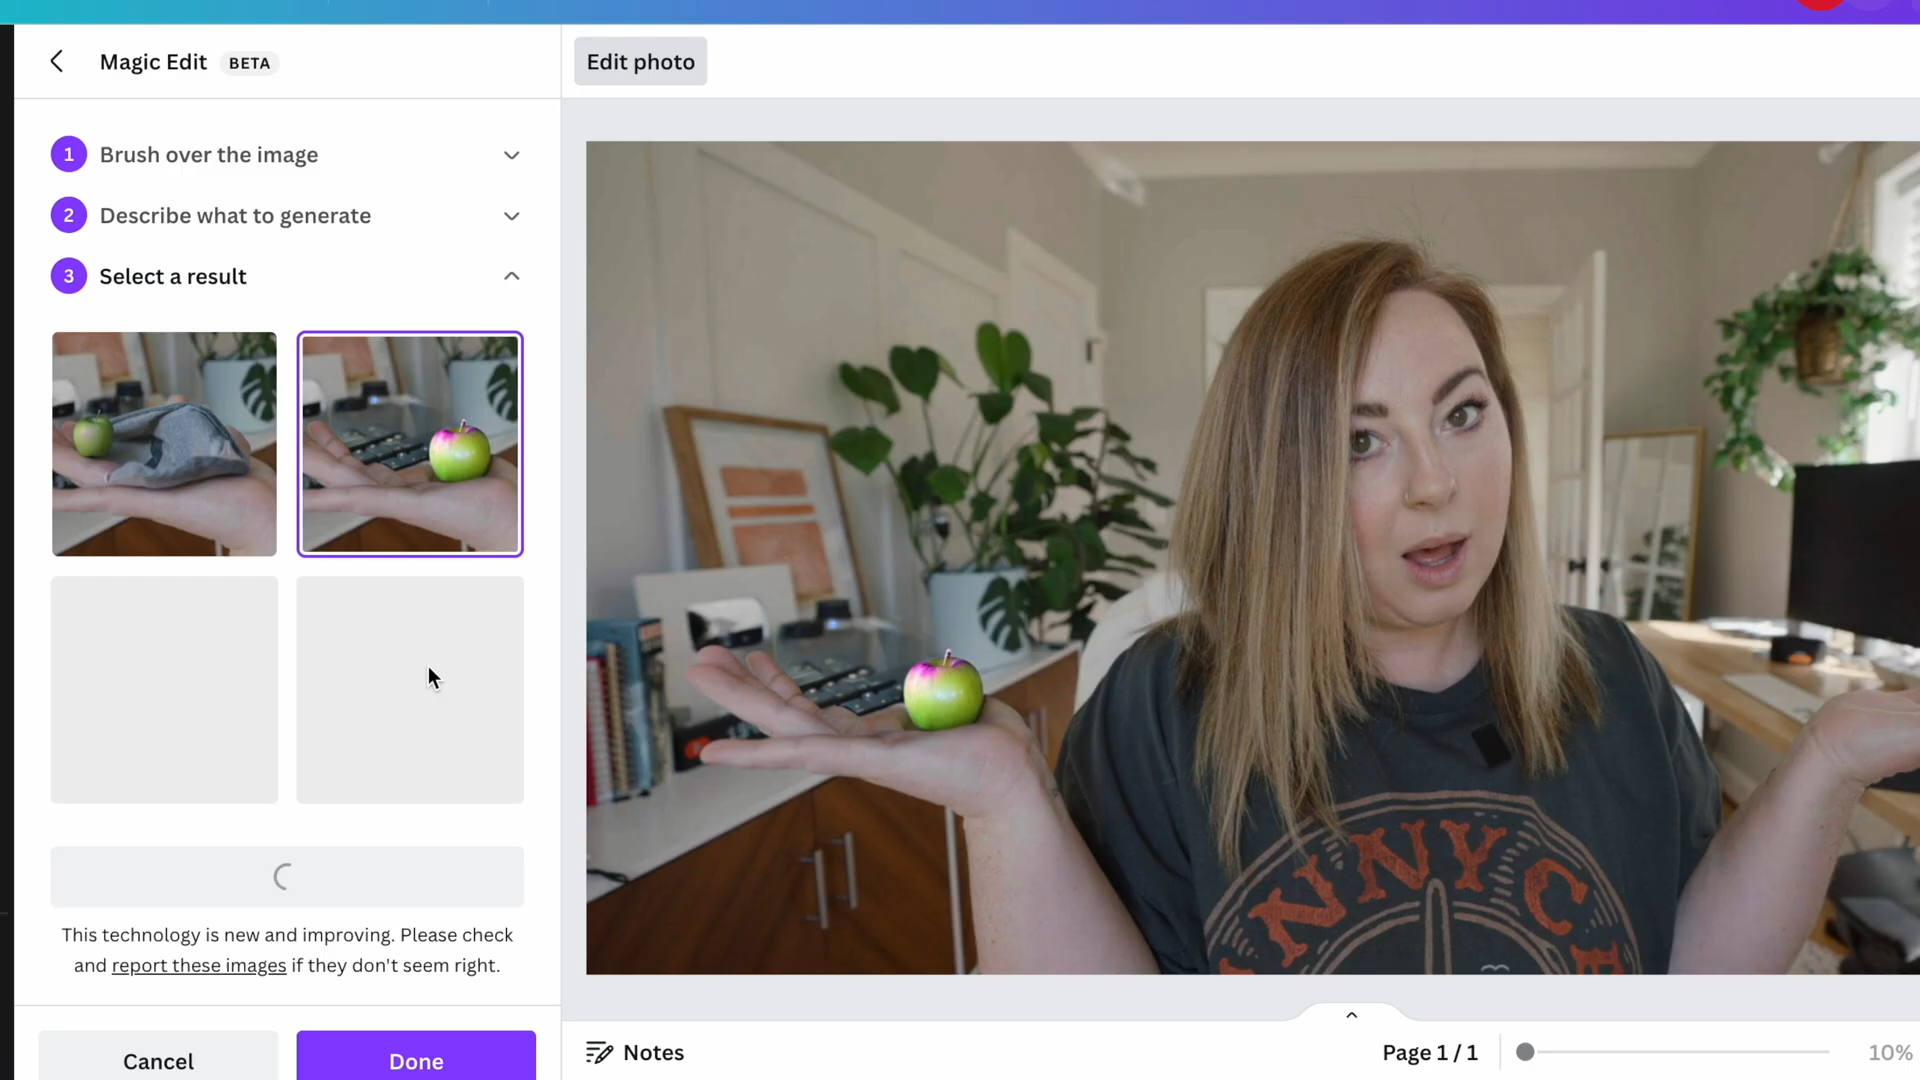 Magic Edit BETA
Edit photo
1 Brush over the image
2 Describe what to generate
3 Select a result
NNYC
This technology is new and improving. Please check
and report these images if they don't seem right.
Cancel
Done
Notes
Page 1 / 1
10%